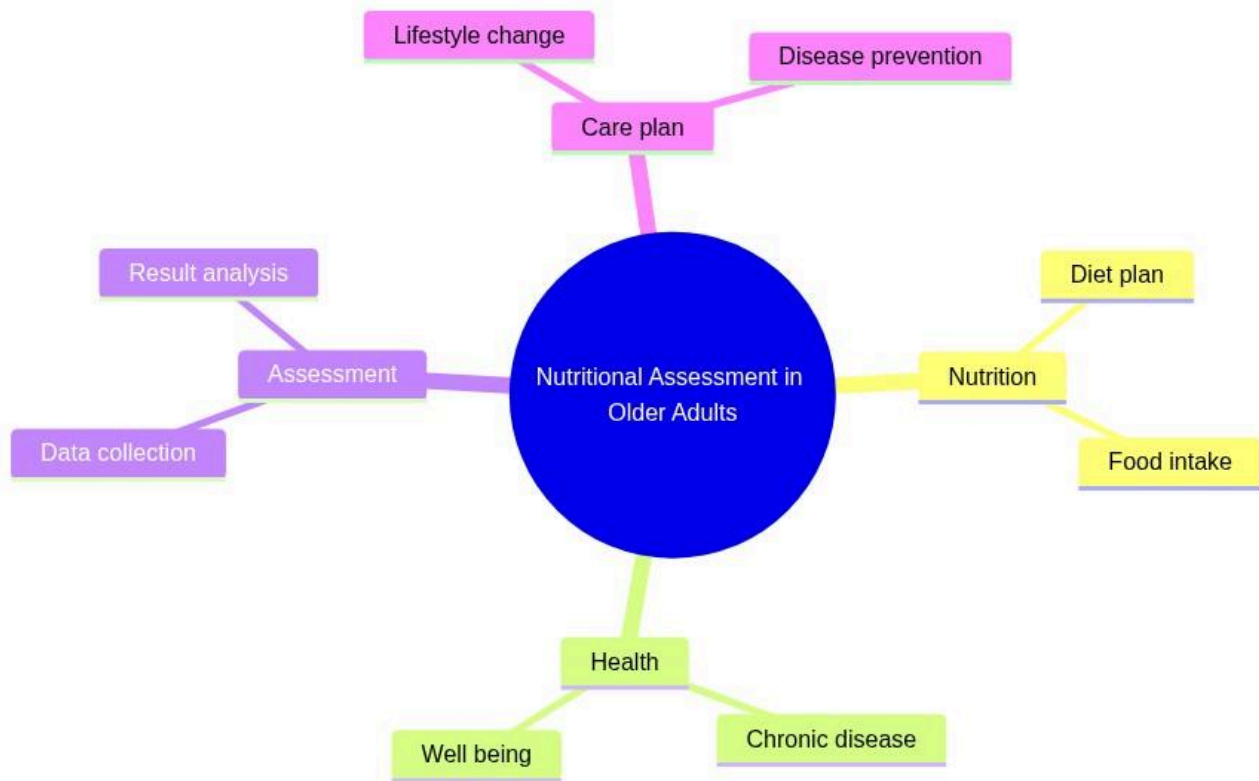 Lifestyle change
Disease prevention
Care plan
Result analysis
Diet plan
Assessment
Nutritional Assessment in
Older Adults
Nutrition
Data collection
Food intake
Health
Well being
Chronic disease